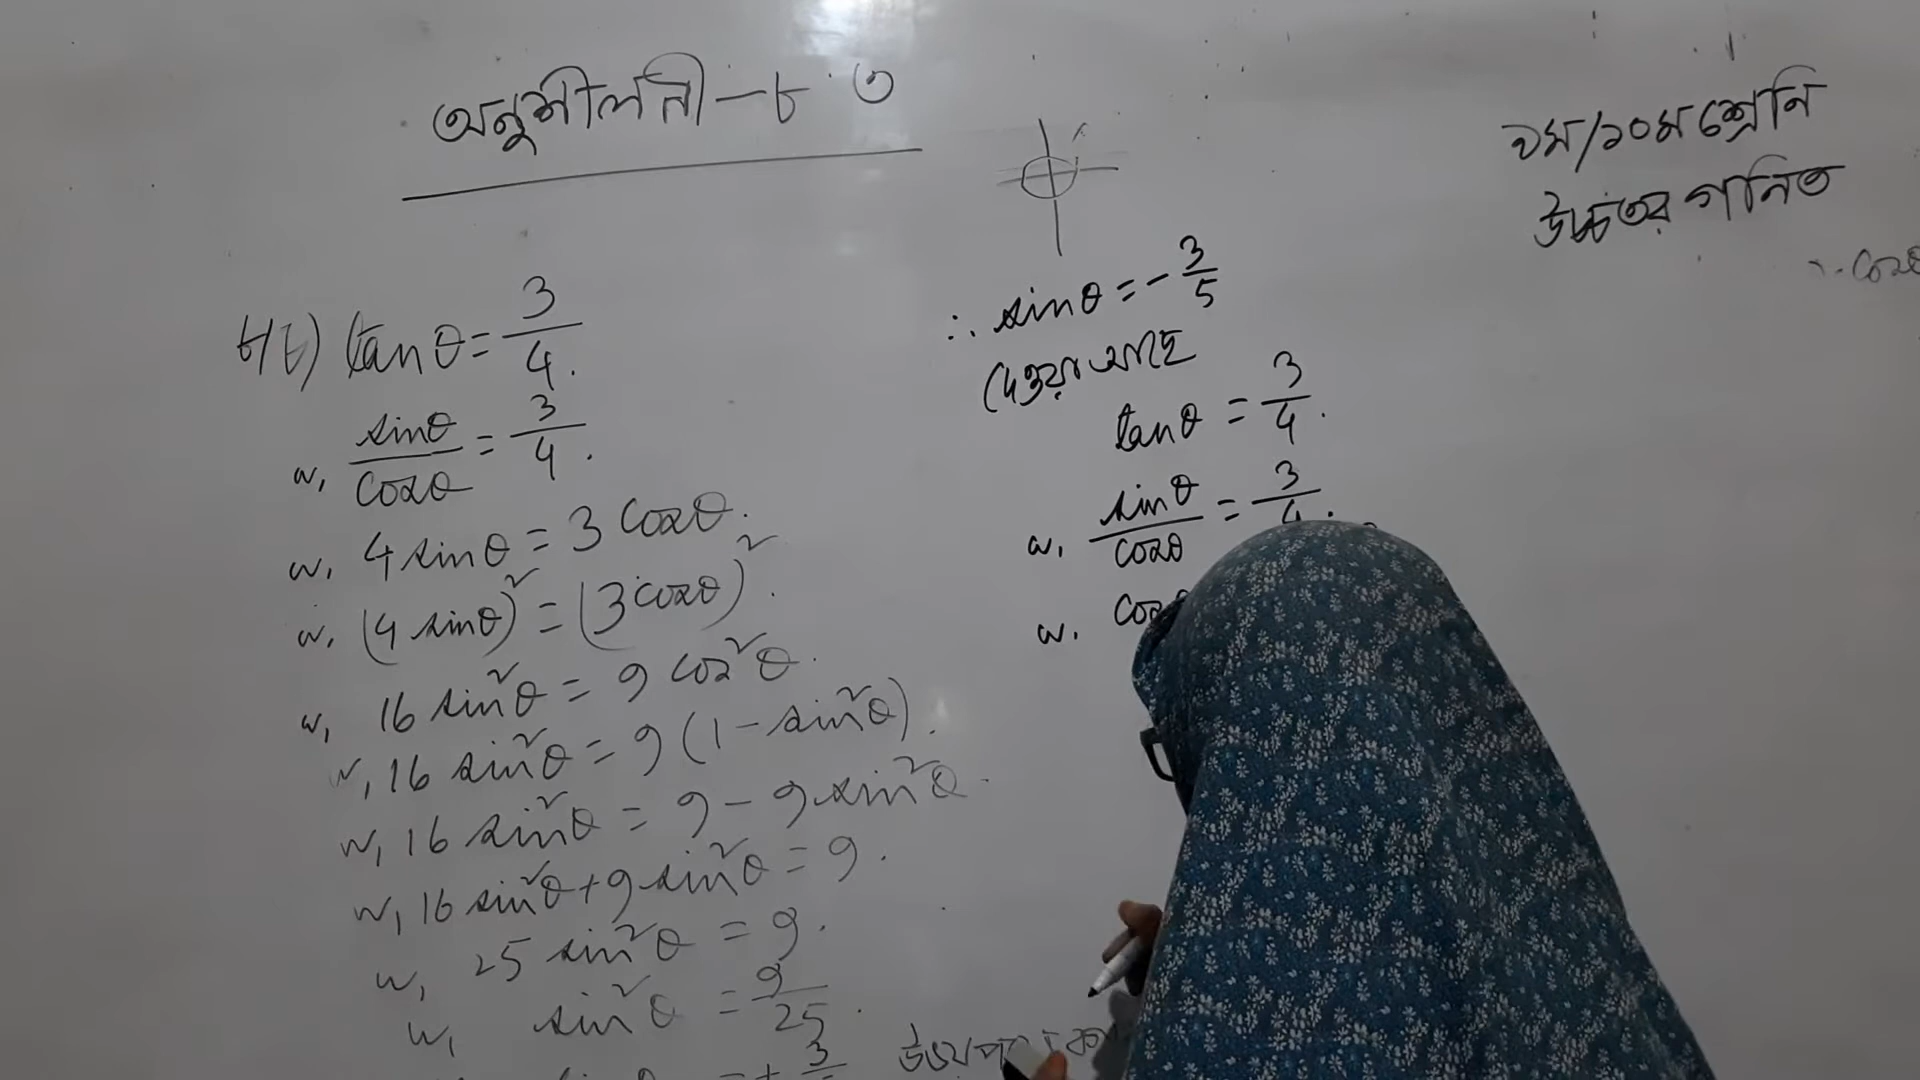 অনুশীলনী-৮.৩
৯ম/১০ম শ্রেনি
উচ্চতর গনিত
∴ cosθ
tanθ = 3/4.
বা, sinθ/cosθ = 3/4.
বা, 4 sinθ = 3 cosθ.
বা, (4 sinθ)² = (3 cosθ)².
বা, 16 sin²θ = 9 cos²θ.
বা, 16 sin²θ = 9 (1 - sin²θ).
বা, 16 sin²θ = 9 - 9 sin²θ.
বা, 16 sin²θ + 9 sin²θ = 9.
বা, 25 sin²θ = 9.
বা, sin²θ = 9/25.
= ± 3/
∴ sinθ = - 3/5
দেওয়া আছে
tanθ = 3/4.
বা, sinθ/cosθ = 3/4.
বা,